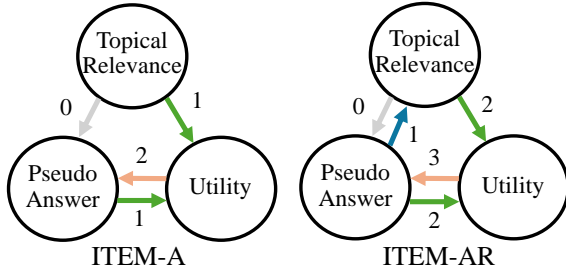 Topical
Relevance
0
1
2
Pseudo
Answer
1
Utility
ITEM-A
Topical
Relevance
0
1
2
3
Pseudo
Answer
2
Utility
ITEM-AR